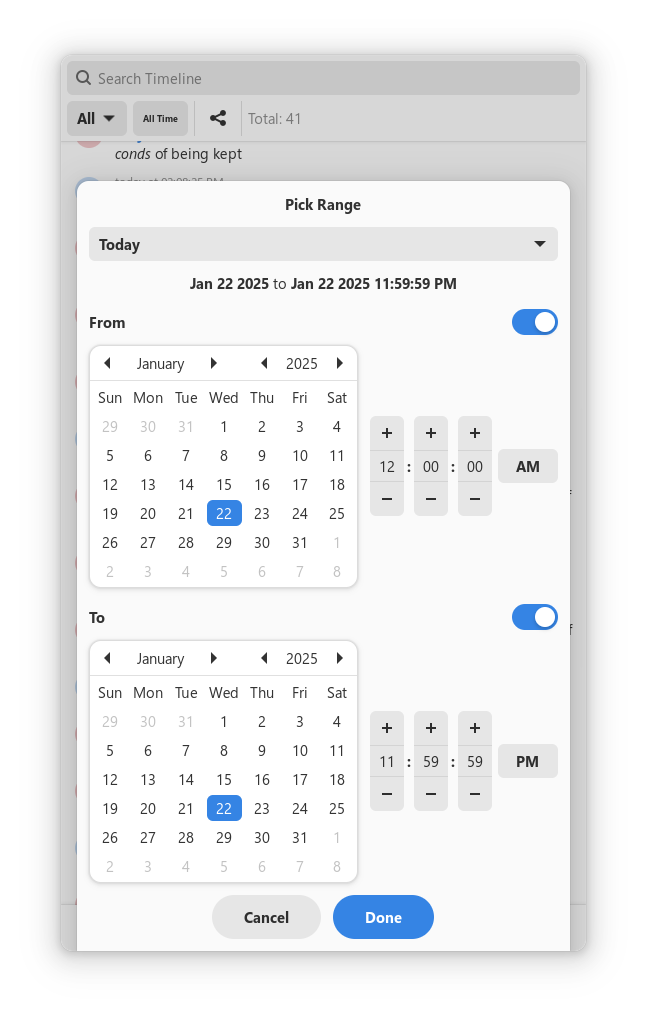 Search Timeline
All All Time Total: 41
conds of being kept
today at 03:00:35 PM
Pick Range
Today
Jan 22 2025 to Jan 22 2025 11:59:59 PM
From
January 2025
Sun Mon Tue Wed Thu Fri Sat
29 30 31 1 2 3 4
5 6 7 8 9 10 11
12 13 14 15 16 17 18
19 20 21 22 23 24 25
26 27 28 29 30 31 1
2 3 4 5 6 7 8
+ + +
12 : 00 : 00 AM
− − −
To
January 2025
Sun Mon Tue Wed Thu Fri Sat
29 30 31 1 2 3 4
5 6 7 8 9 10 11
12 13 14 15 16 17 18
19 20 21 22 23 24 25
26 27 28 29 30 31 1
2 3 4 5 6 7 8
+ + +
11 : 59 : 59 PM
− − −
Cancel Done